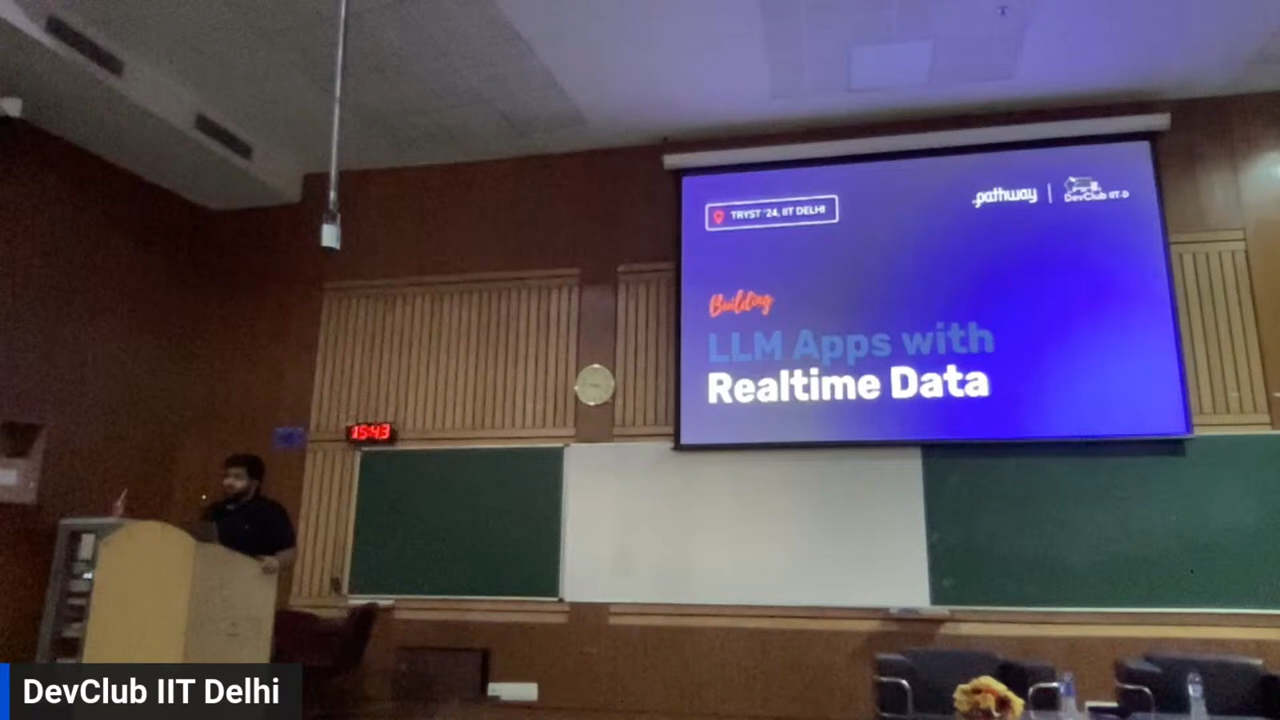 TRYST '24, IIT DELHI
pathway | DevClub IIT-D
Building
LLM Apps with
Realtime Data
15:43
DevClub IIT Delhi